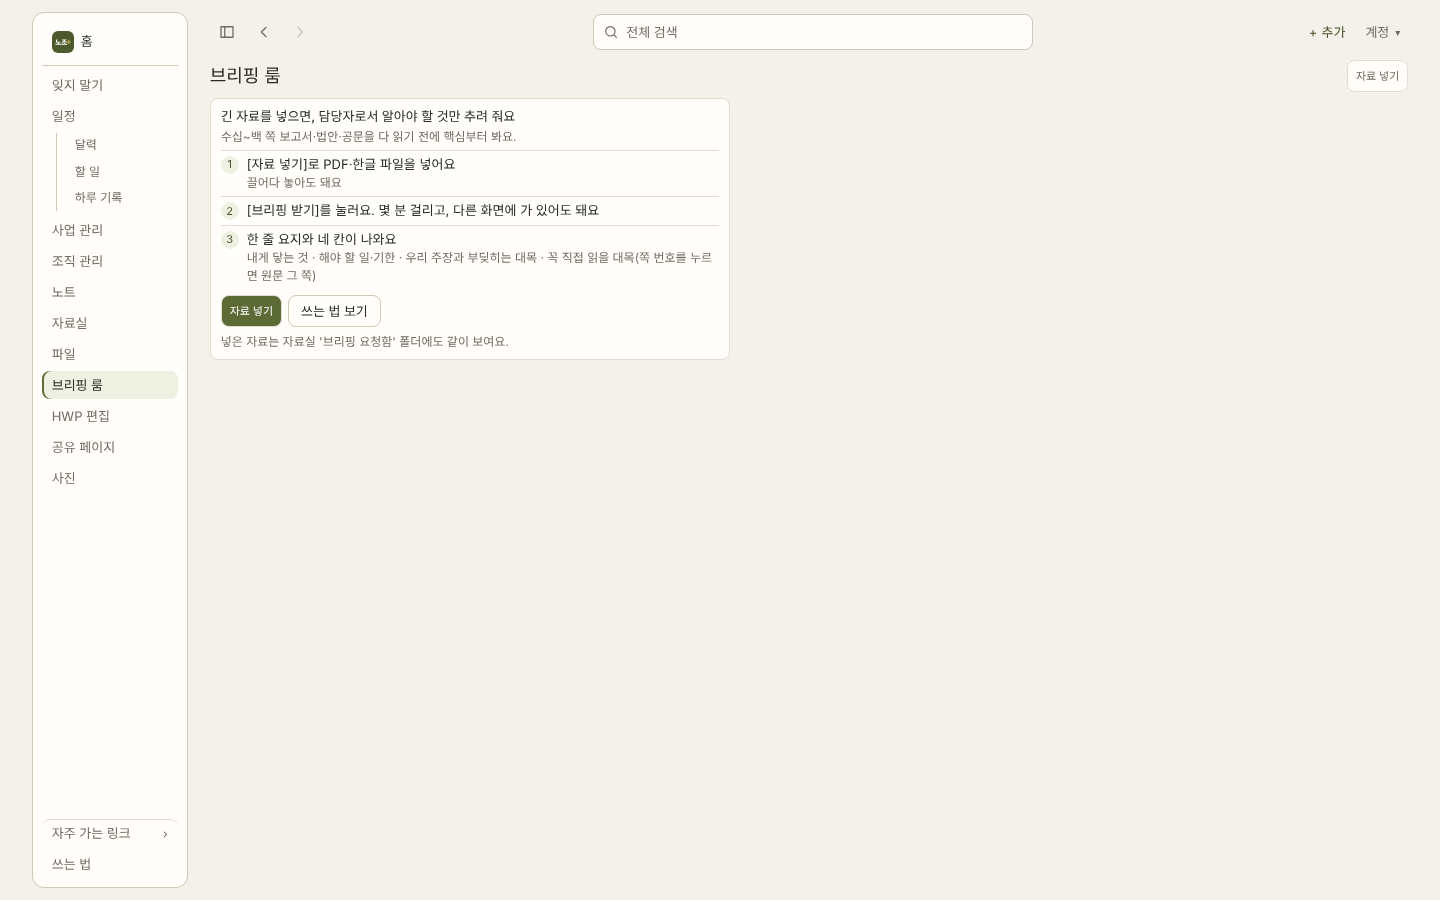 노조+ 홈
전체 검색
+ 추가
계정 ▾
잊지 말기
일정
달력
할 일
하루 기록
사업 관리
조직 관리
노트
자료실
파일
브리핑 룸
HWP 편집
공유 페이지
사진
자주 가는 링크 ›
쓰는 법
브리핑 룸
자료 넣기
긴 자료를 넣으면, 담당자로서 알아야 할 것만 추려 줘요
수십~백 쪽 보고서·법안·공문을 다 읽기 전에 핵심부터 봐요.
1 [자료 넣기]로 PDF·한글 파일을 넣어요
끌어다 놓아도 돼요
2 [브리핑 받기]를 눌러요. 몇 분 걸리고, 다른 화면에 가 있어도 돼요
3 한 줄 요지와 네 칸이 나와요
내게 닿는 것 · 해야 할 일·기한 · 우리 주장과 부딪히는 대목 · 꼭 직접 읽을 대목(쪽 번호를 누르
면 원문 그 쪽)
자료 넣기
쓰는 법 보기
넣은 자료는 자료실 '브리핑 요청함' 폴더에도 같이 보여요.